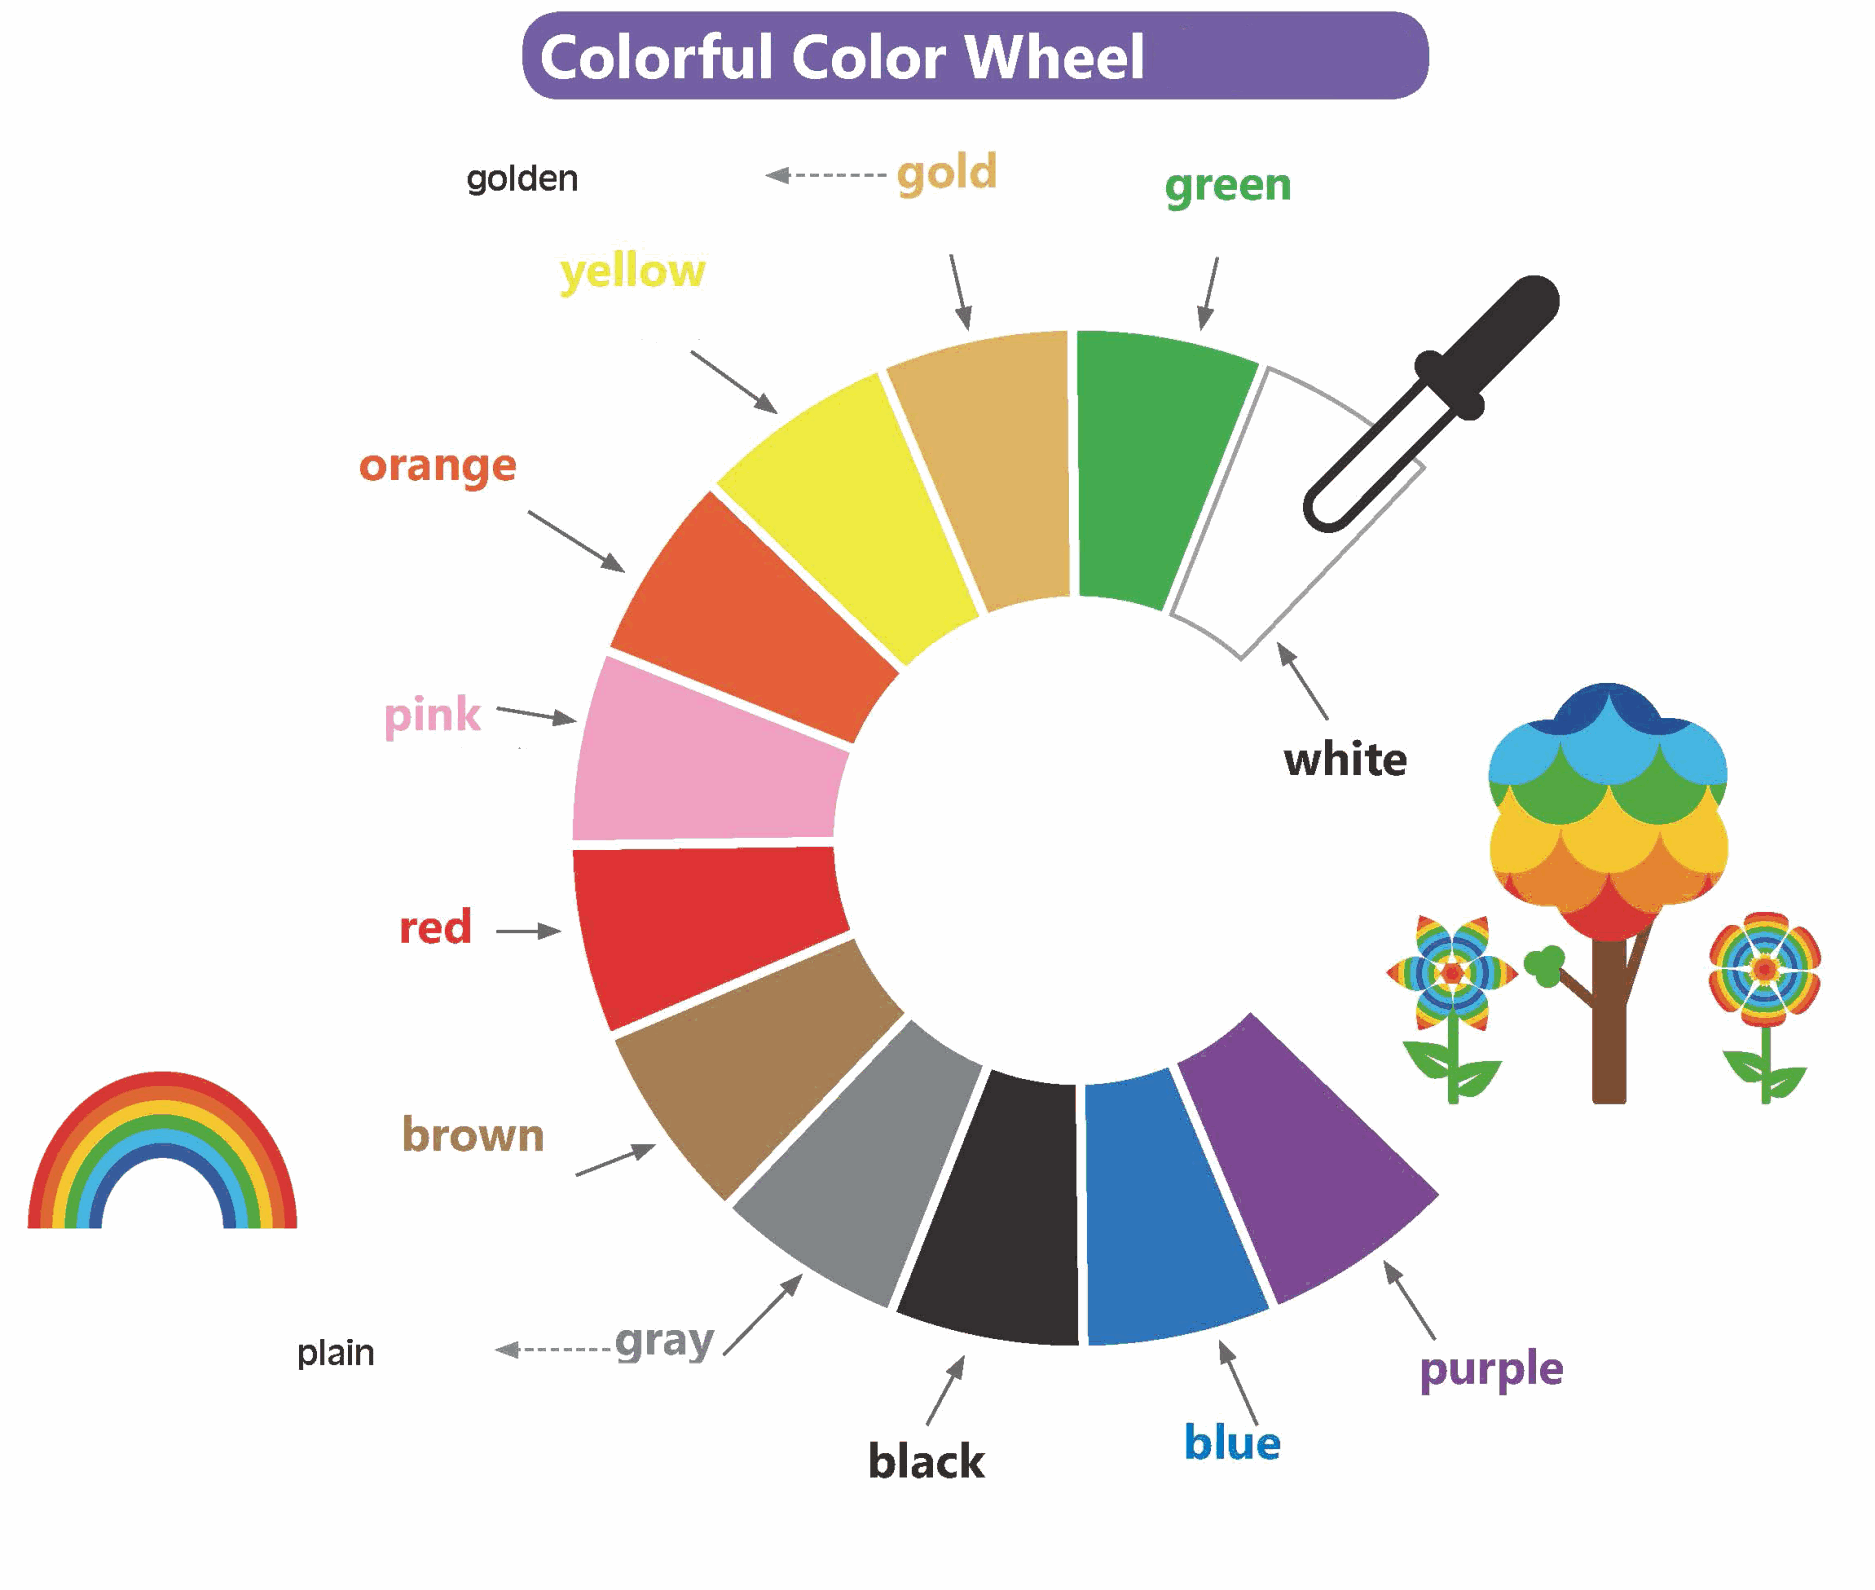 Colorful Color Wheel
golden
gold
green
yellow
orange
pink
white
red
brown
plain
gray
purple
blue
black